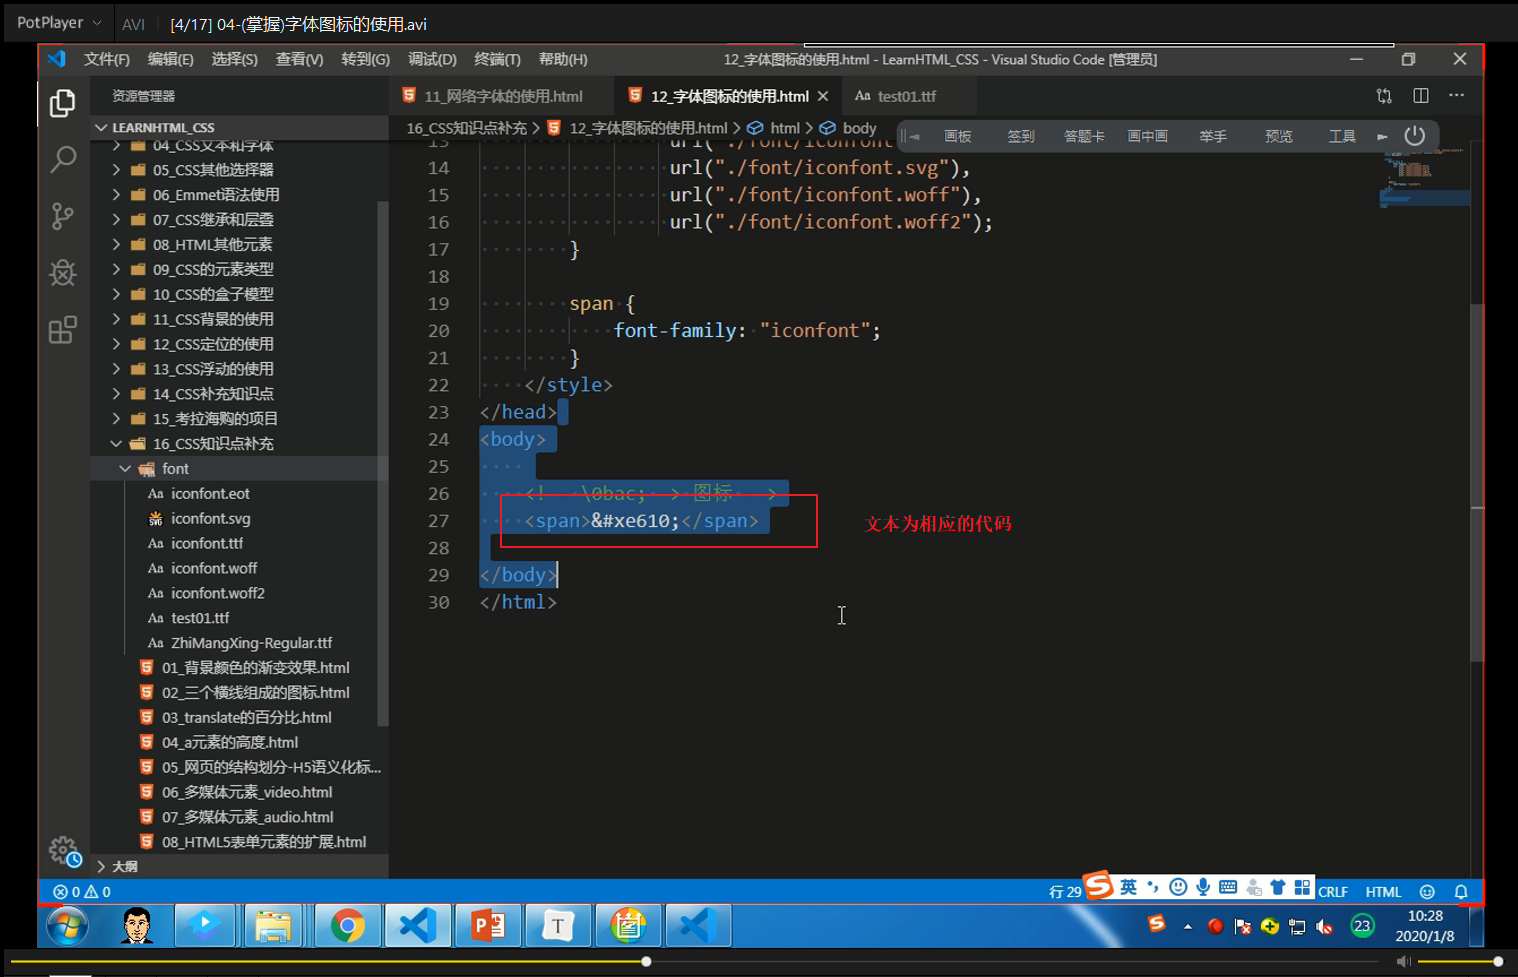 PotPlayer AVI [4/17] 04-(掌握)字体图标的使用.avi
文件(F) 编辑(E) 选择(S) 查看(V) 转到(G) 调试(D) 终端(T) 帮助(H) 12_字体图标的使用.html - LearnHTML_CSS - Visual Studio Code [管理员]
资源管理器
LEARNHTML_CSS
04_CSS文本和字体
05_CSS其他选择器
06_Emmet语法使用
07_CSS继承和层叠
08_HTML其他元素
09_CSS的元素类型
10_CSS的盒子模型
11_CSS背景的使用
12_CSS定位的使用
13_CSS浮动的使用
14_CSS补充知识点
15_考拉海购的项目
16_CSS知识点补充
font
iconfont.eot
iconfont.svg
iconfont.ttf
iconfont.woff
iconfont.woff2
test01.ttf
ZhiMangXing-Regular.ttf
01_背景颜色的渐变效果.html
02_三个横线组成的图标.html
03_translate的百分比.html
04_a元素的高度.html
05_网页的结构划分-H5语义化标...
06_多媒体元素_video.html
07_多媒体元素_audio.html
08_HTML5表单元素的扩展.html
大纲
11_网络字体的使用.html 12_字体图标的使用.html Aa test01.ttf
16_CSS知识点补充 > 12_字体图标的使用.html > html > body
画板 签到 答题卡 画中画 举手 预览 工具
13 url("./font/iconfont
14 url("./font/iconfont.svg"),
15 url("./font/iconfont.woff"),
16 url("./font/iconfont.woff2");
17 }
18
19 span {
20 font-family: "iconfont";
21 }
22 </style>
23 </head>
24 <body>
25
26 <! \0bac; > 图标 >
27 <span>&#xe610;</span>
文本为相应的代码
28
29 </body>
30 </html>
0 0 行 29 英 CRLF HTML
23
10:28
2020/1/8